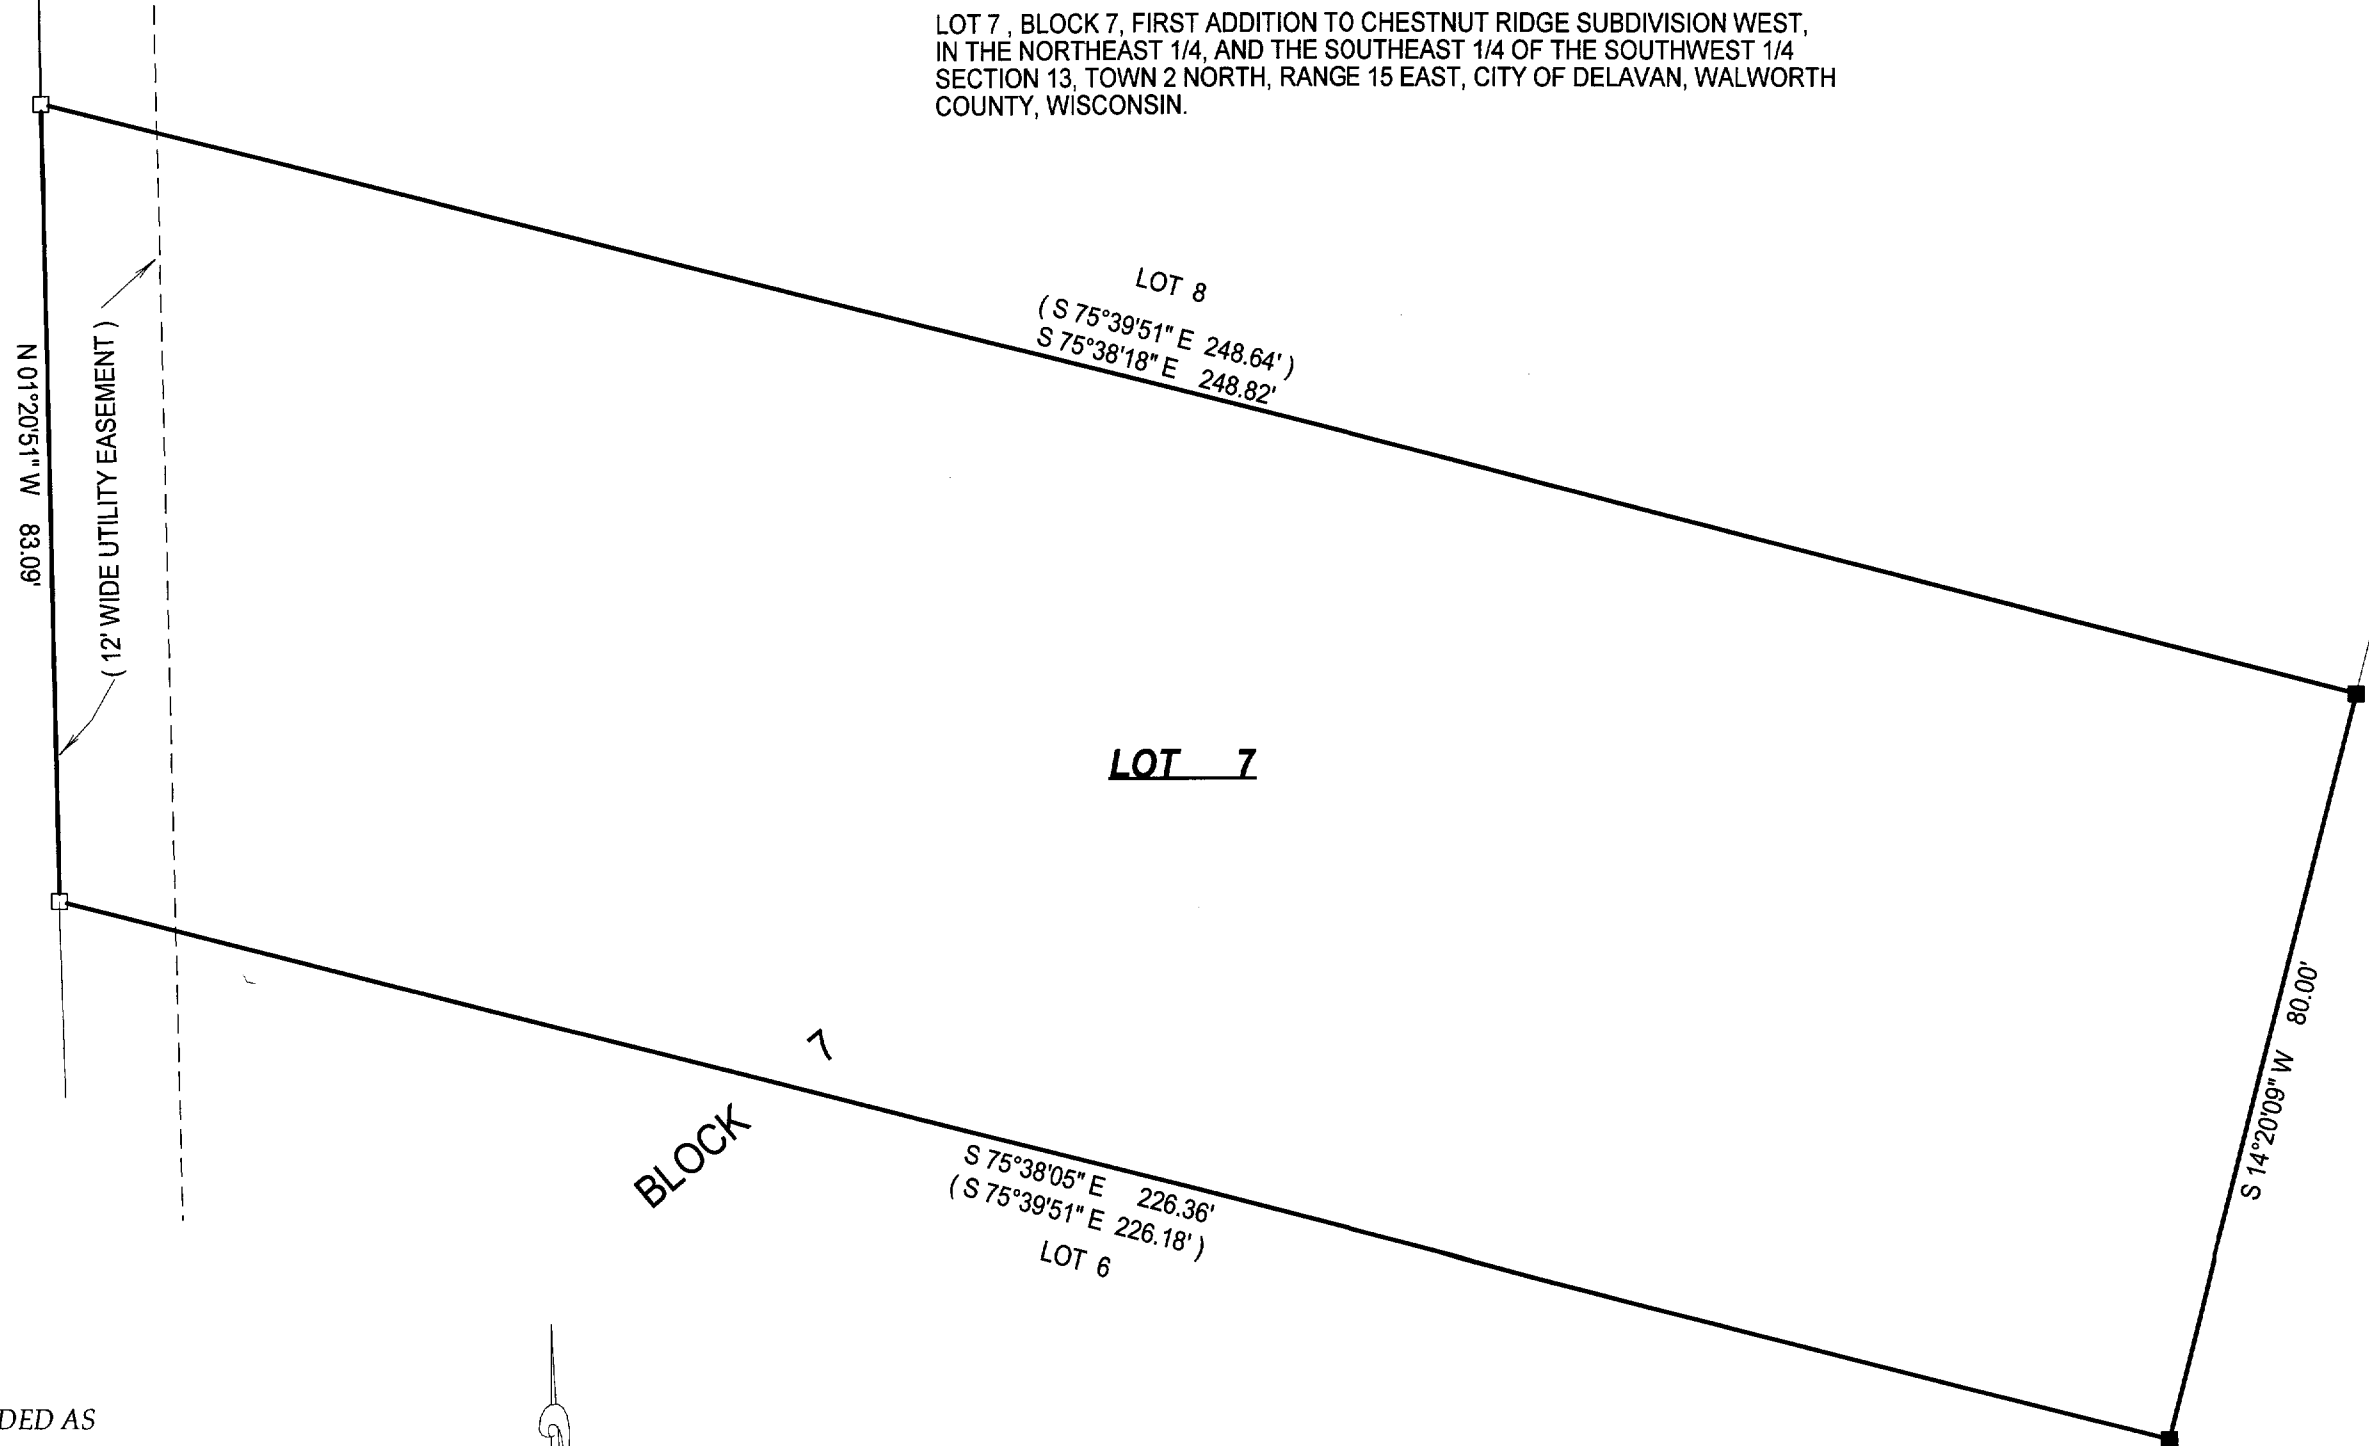 LOT 7 , BLOCK 7, FIRST ADDITION TO CHESTNUT RIDGE SUBDIVISION WEST,
IN THE NORTHEAST 1/4, AND THE SOUTHEAST 1/4 OF THE SOUTHWEST 1/4
SECTION 13, TOWN 2 NORTH, RANGE 15 EAST, CITY OF DELAVAN, WALWORTH
COUNTY, WISCONSIN.
LOT 8
( S 75°39'51" E 248.64' )
S 75°38'18" E 248.82'
N 01°20'51" W 83.09'
( 12' WIDE UTILITY EASEMENT )
LOT 7
S 14°20'09" W 80.00'
BLOCK 7
S 75°38'05" E 226.36'
( S 75°39'51" E 226.18' )
LOT 6
DED AS